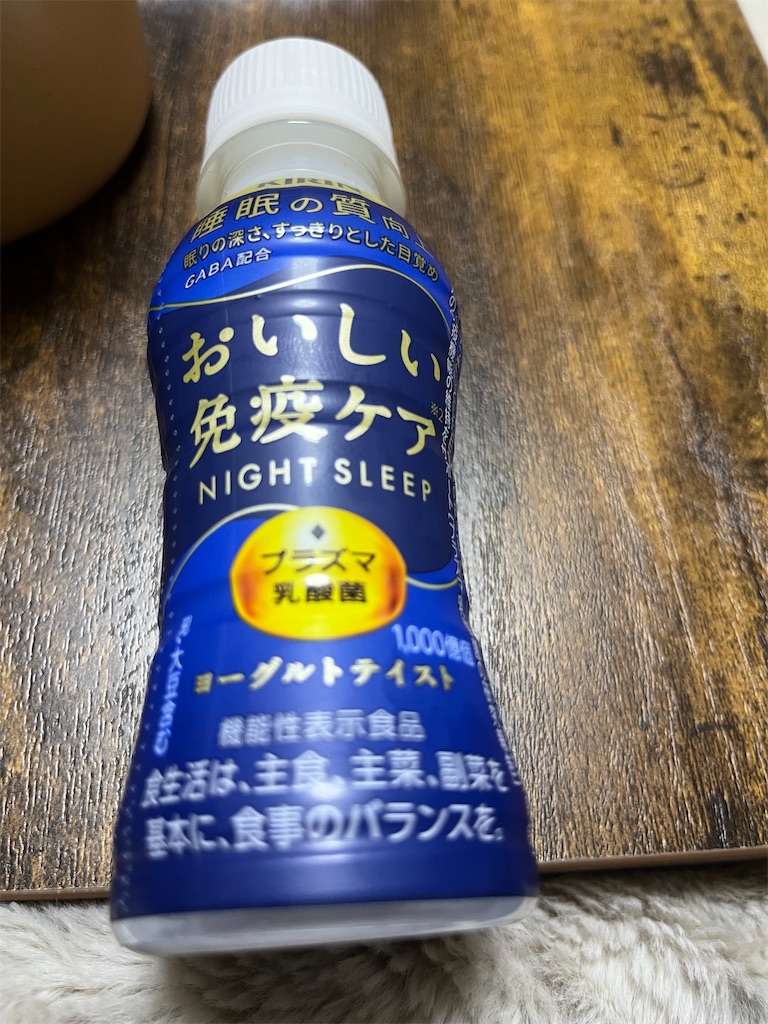 KIRIN
睡眠の質向上
眠りの深さ、すっきりとした目覚め
GABA配合
おいしい
免疫ケア※2
NIGHT SLEEP
プラズマ
乳酸菌
1,000億個
ヨーグルトテイスト
機能性表示食品
食生活は、主食、主菜、副菜を
基本に、食事のバランスを。